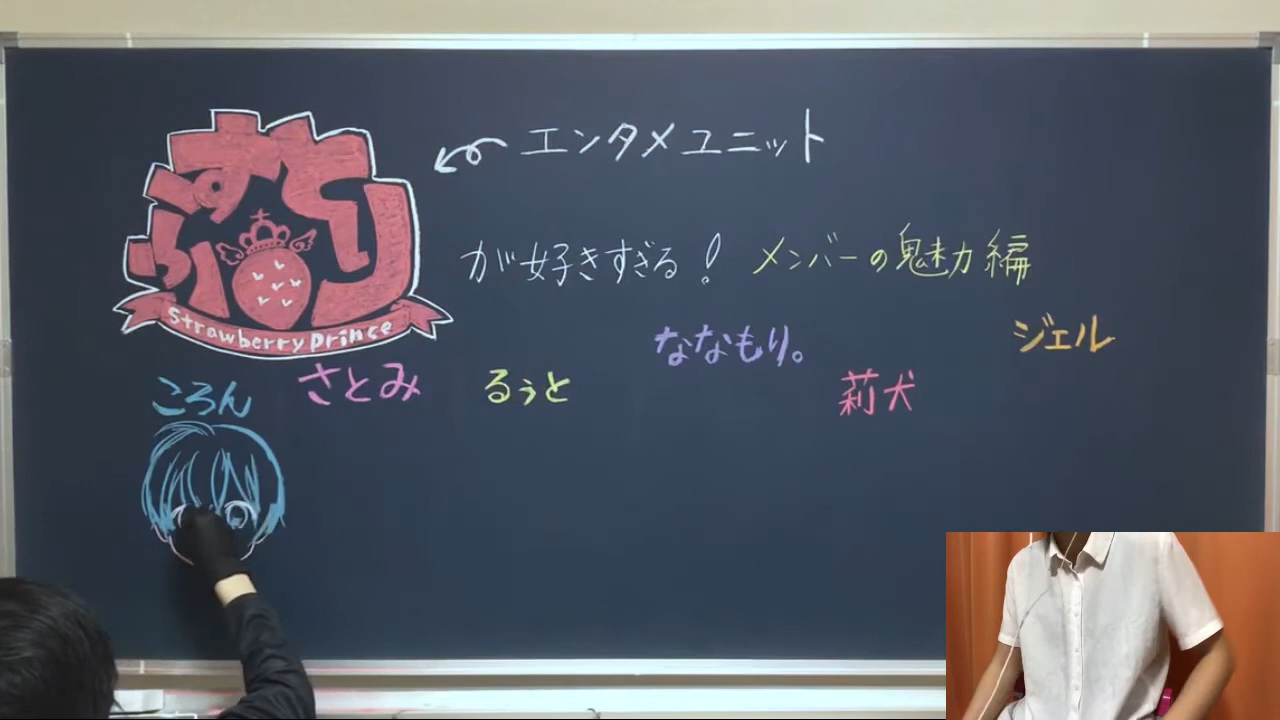 すとぷり
Strawberry Prince
エンタメユニット
が好きすぎる! メンバーの魅力編
ころん
さとみ
るぅと
ななもり。
莉犬
ジェル